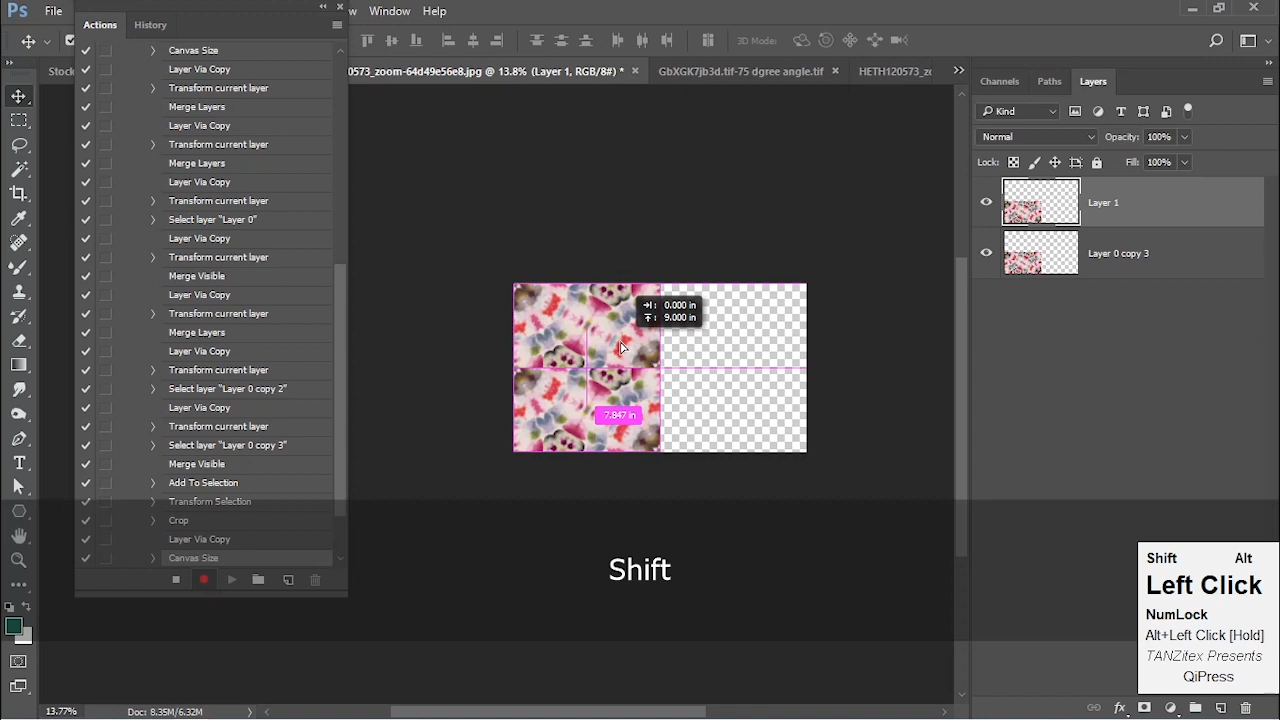 Ps File Window Help
Actions History
3D Mode:
Stock
0573_zoom-64d49e56e8.jpg @ 13.8% (Layer 1, RGB/8#) *
GbXGK7jb3d.tif-75 dgree angle.tif
HETH120573_zo
Canvas Size
Layer Via Copy
Transform current layer
Merge Layers
Layer Via Copy
Transform current layer
Merge Layers
Layer Via Copy
Transform current layer
Select layer "Layer 0"
Layer Via Copy
Transform current layer
Merge Visible
Layer Via Copy
Transform current layer
Merge Layers
Layer Via Copy
Transform current layer
Select layer "Layer 0 copy 2"
Layer Via Copy
Transform current layer
Select layer "Layer 0 copy 3"
Merge Visible
Add To Selection
Transform Selection
Crop
Layer Via Copy
Canvas Size
0.000 in
9.000 in
7.847 in
Shift
Channels Paths Layers
Kind
Normal Opacity: 100%
Lock: Fill: 100%
Layer 1
Layer 0 copy 3
Shift Alt
Left Click
NumLock
Alt+Left Click [Hold]
TANZitex Presents
QiPress
13.77% Doc: 8.35M/6.32M